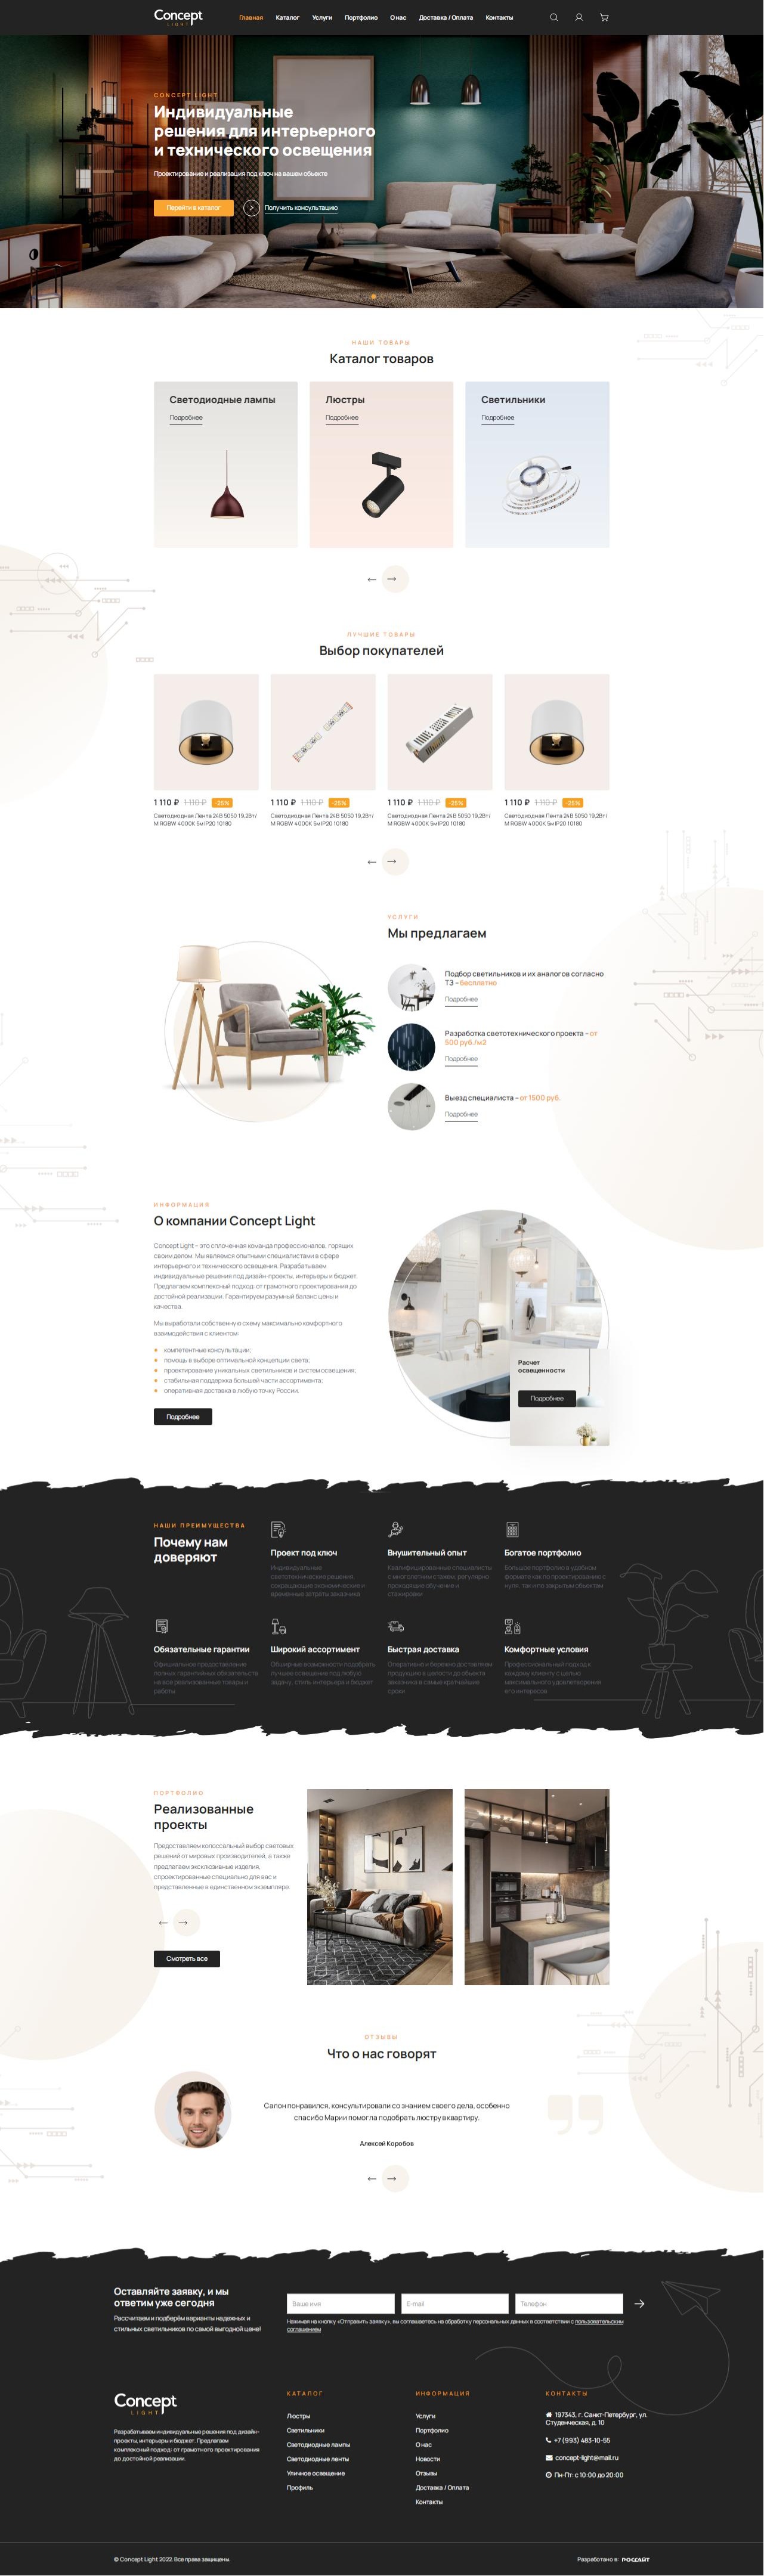 Concept
LIGHT
Главная Каталог Услуги Портфолио О нас Доставка / Оплата Контакты
CONCEPT LIGHT
Индивидуальные
решения для интерьерного
и технического освещения
Проектирование и реализация под ключ на вашем объекте
Перейти в каталог
Получить консультацию
НАШИ ТОВАРЫ
Каталог товаров
Светодиодные лампы
Подробнее
Люстры
Подробнее
Светильники
Подробнее
ЛУЧШИЕ ТОВАРЫ
Выбор покупателей
1 110 ₽ 1 110 ₽ -25%
Светодиодная Лента 24В 5050 19,2Вт/
М RGBW 4000K 5м IP20 10180
1 110 ₽ 1 110 ₽ -25%
Светодиодная Лента 24В 5050 19,2Вт/
М RGBW 4000K 5м IP20 10180
1 110 ₽ 1 110 ₽ -25%
Светодиодная Лента 24В 5050 19,2Вт/
М RGBW 4000K 5м IP20 10180
1 110 ₽ 1 110 ₽ -25%
Светодиодная Лента 24В 5050 19,2Вт/
М RGBW 4000K 5м IP20 10180
УСЛУГИ
Мы предлагаем
Подбор светильников и их аналогов согласно
ТЗ – бесплатно
Подробнее
Разработка светотехнического проекта – от
500 руб./м2
Подробнее
Выезд специалиста – от 1500 руб.
Подробнее
ИНФОРМАЦИЯ
О компании Concept Light
Concept Light – это сплоченная команда профессионалов, горящих
своим делом. Мы являемся опытными специалистами в сфере
интерьерного и технического освещения. Разрабатываем
индивидуальные решения под дизайн-проекты, интерьеры и бюджет.
Предлагаем комплексный подход: от грамотного проектирования до
достойной реализации. Гарантируем разумный баланс цены и
качества.
Мы выработали собственную схему максимально комфортного
взаимодействия с клиентом:
компетентные консультации;
помощь в выборе оптимальной концепции света;
проектирование уникальных светильников и систем освещения;
стабильная поддержка большей части ассортимента;
оперативная доставка в любую точку России.
Подробнее
Расчет
освещенности
Подробнее
НАШИ ПРЕИМУЩЕСТВА
Почему нам
доверяют
Проект под ключ
Индивидуальные
светотехнические решения,
сокращающие экономические и
временные затраты заказчика
Внушительный опыт
Квалифицированные специалисты
с многолетним стажем, регулярно
проходящие обучение и
стажировки
Богатое портфолио
Большое портфолио в удобном
формате как по проектированию с
нуля, так и по закрытым объектам
Обязательные гарантии
Официальное предоставление
полных гарантийных обязательств
на все реализованные товары и
работы
Широкий ассортимент
Обширные возможности подобрать
лучшее освещение под любую
задачу, стиль интерьера и бюджет
Быстрая доставка
Оперативно и бережно доставляем
продукцию в целости до объекта
заказчика в самые кратчайшие
сроки
Комфортные условия
Профессиональный подход к
каждому клиенту с целью
максимального удовлетворения
его интересов
ПОРТФОЛИО
Реализованные
проекты
Предоставляем колоссальный выбор световых
решений от мировых производителей, а также
предлагаем эксклюзивные изделия,
спроектированные специально для вас и
представленные в единственном экземпляре.
Смотреть все
ОТЗЫВЫ
Что о нас говорят
Салон понравился, консультировали со знанием своего дела, особенно
спасибо Марии помогла подобрать люстру в квартиру.
Алексей Коробов
Оставляйте заявку, и мы
ответим уже сегодня
Рассчитаем и подберём варианты надежных и
стильных светильников по самой выгодной цене!
Ваше имя
E-mail
Телефон
Нажимая на кнопку «Отправить заявку», вы соглашаетесь на обработку персональных данных в соответствии с пользовательским
соглашением
Concept
LIGHT
Разрабатываем индивидуальные решения под дизайн-
проекты, интерьеры и бюджет. Предлагаем
комплексный подход: от грамотного проектирования
до достойной реализации.
КАТАЛОГ
Люстры
Светильники
Светодиодные лампы
Светодиодные ленты
Уличное освещение
Профиль
ИНФОРМАЦИЯ
Услуги
Портфолио
О нас
Новости
Отзывы
Доставка / Оплата
Контакты
КОНТАКТЫ
197343, г. Санкт-Петербург, ул.
Студенческая, д. 10
+7 (993) 483-10-55
concept-light@mail.ru
Пн-Пт: с 10:00 до 20:00
© Concept Light 2022. Все права защищены.
Разработано в: РОССАЙТ